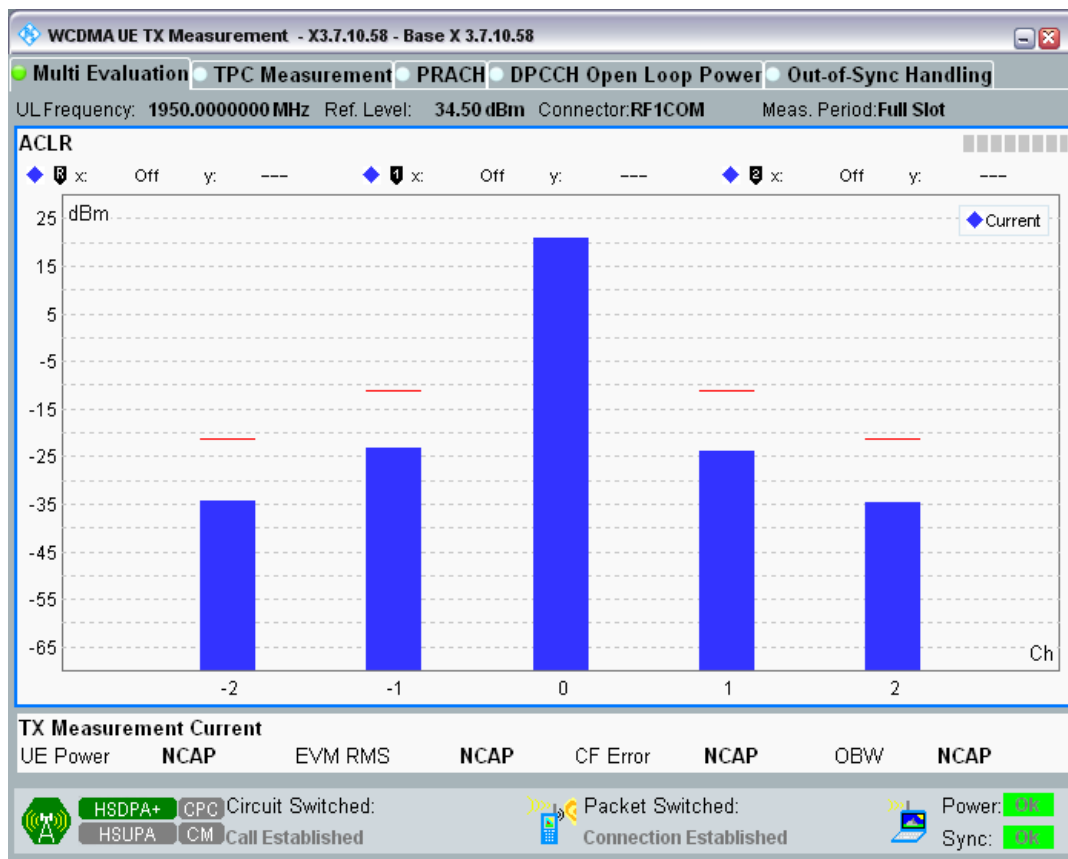 WCDMA UE TX Measurement - X3.7.10.58 - Base X 3.7.10.58
Multi Evaluation TPC Measurement PRACH DPCCH Open Loop Power Out-of-Sync Handling
UL Frequency: 1950.0000000 MHz Ref. Level: 34.50 dBm Connector:RF1COM Meas. Period:Full Slot
ACLR
R x: Off y: --- 1 x: Off y: --- 2 x: Off y: ---
dBm
Current
25
15
5
-5
-15
-25
-35
-45
-55
-65
Ch
-2 -1 0 1 2
TX Measurement Current
UE Power NCAP EVM RMS NCAP CF Error NCAP OBW NCAP
HSDPA+ CPC Circuit Switched: Packet Switched: Power: OK
HSUPA CM Call Established Connection Established Sync: OK